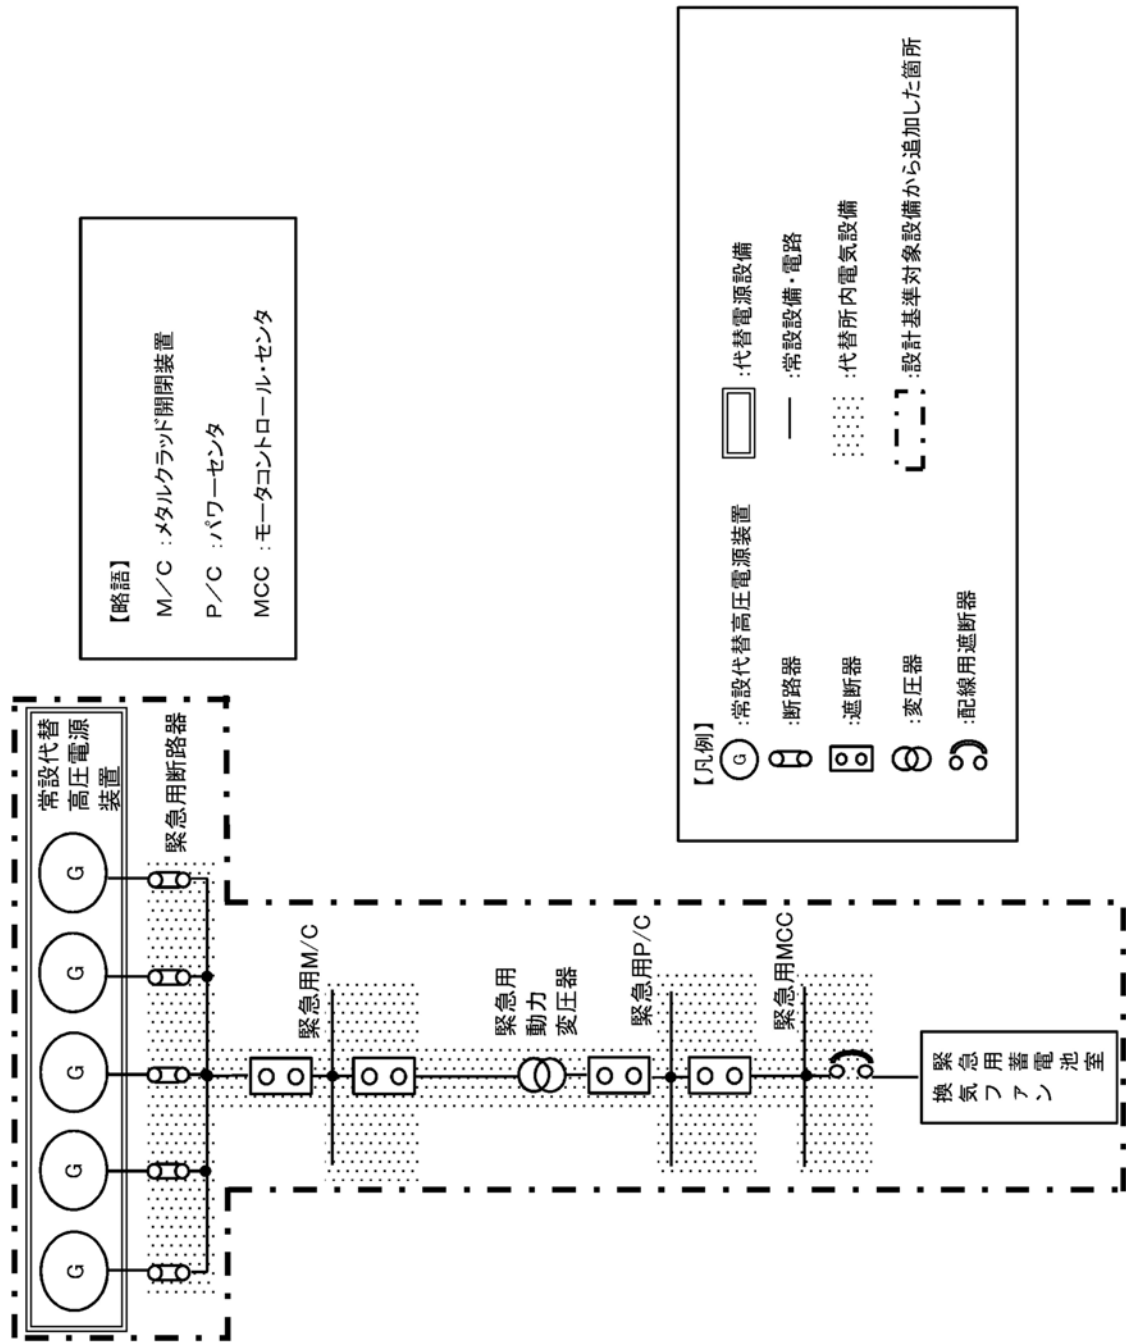 常設代替
高圧電源
装置
G
G
G
G
G
緊急用断路器
緊急用M/C
緊急用
動力
変圧器
緊急用P/C
緊急用MCC
緊急用蓄電池室
換気ファン
【略語】
M/C :メタルクラッド開閉装置
P/C :パワーセンタ
MCC :モータコントロール・センタ
【凡例】
G :常設代替高圧電源装置
:断路器
:遮断器
:変圧器
:配線用遮断器
:代替電源設備
:常設設備・電路
:代替所内電気設備
:設計基準対象設備から追加した箇所